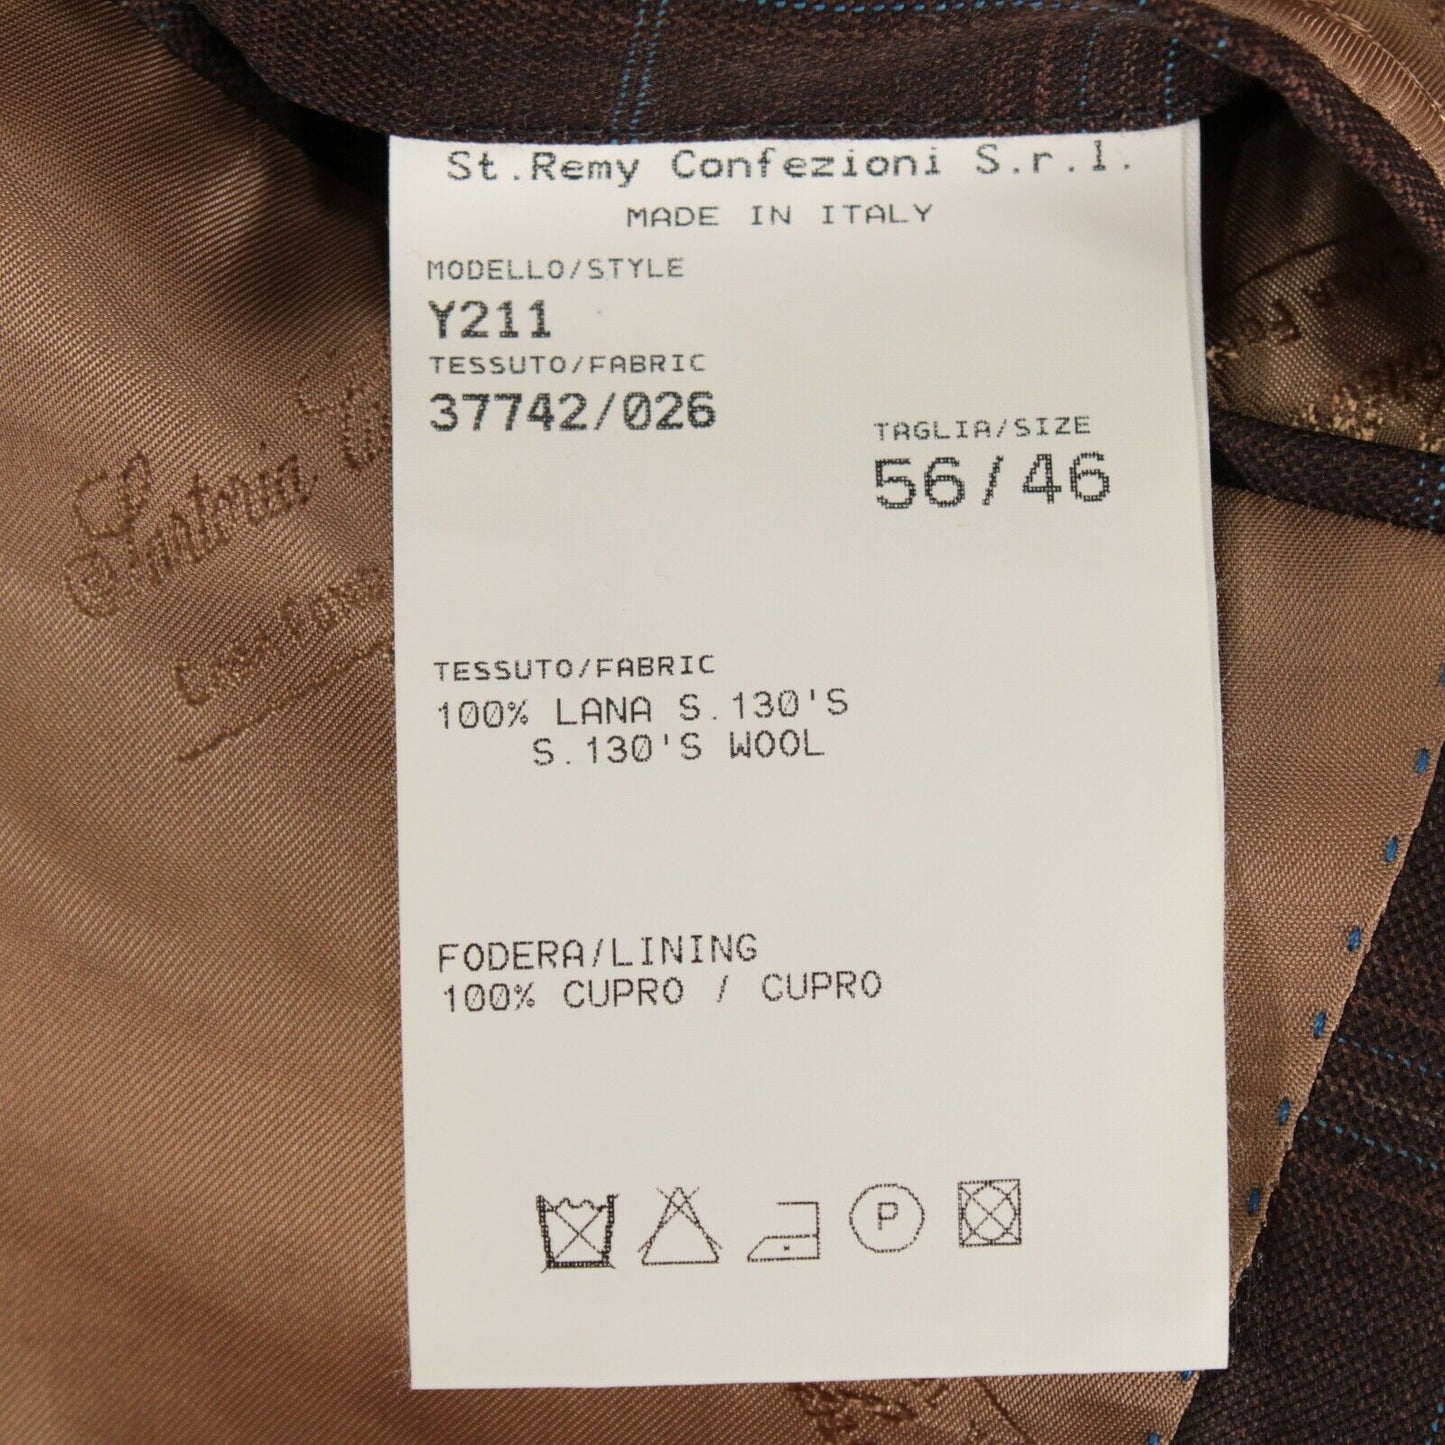 St.Remy Confezioni S.r.l.
MADE IN ITALY
MODELLO/STYLE
Y211
TESSUTO/FABRIC
37742/026
TAGLIA/SIZE
56/46
TESSUTO/FABRIC
100% LANA S.130'S
S.130'S WOOL
FODERA/LINING
100% CUPRO / CUPRO
P
Sartoria